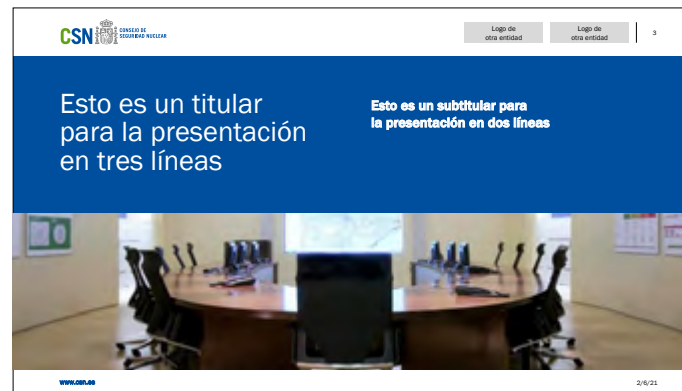 CSN
CONSEJO DE
SEGURIDAD NUCLEAR
Logo de
otra entidad
Logo de
otra entidad
3
Esto es un titular
para la presentación
en tres líneas
Esto es un subtitular para
la presentación en dos líneas
www.csn.es
2/6/21